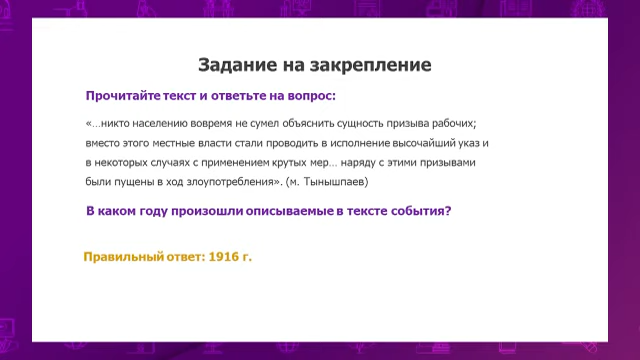 Задание на закрепление
Прочитайте текст и ответьте на вопрос:
«…никто населению вовремя не сумел объяснить сущность призыва рабочих;
вместо этого местные власти стали проводить в исполнение высочайший указ и
в некоторых случаях с применением крутых мер… наряду с этими призывами
были пущены в ход злоупотребления». (м. Тынышпаев)
В каком году произошли описываемые в тексте события?
Правильный ответ: 1916 г.